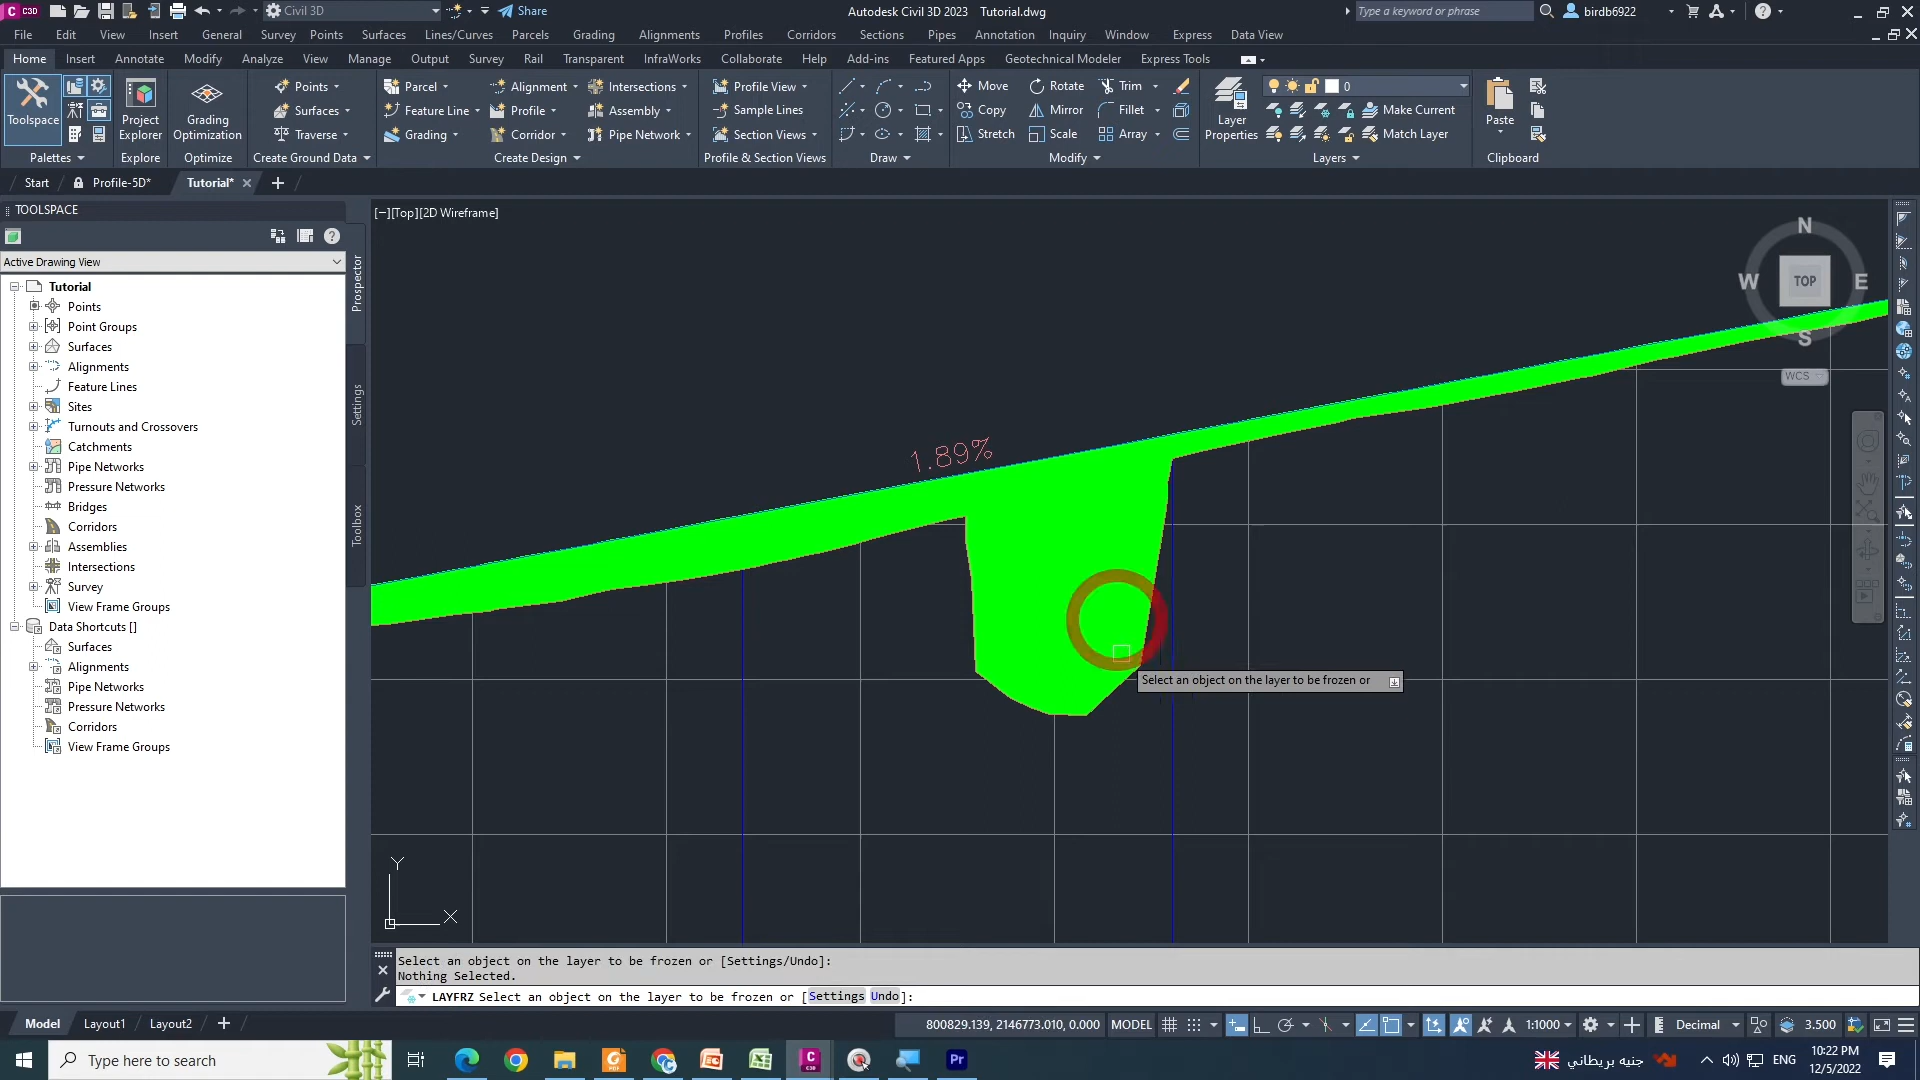 C3D Civil 3D Share Autodesk Civil 3D 2023 Tutorial.dwg Type a keyword or phrase birdb6922
File Edit View Insert General Survey Points Surfaces Lines/Curves Parcels Grading Alignments Profiles Corridors Sections Pipes Annotation Inquiry Window Express Data View
Home Insert Annotate Modify Analyze View Manage Output Survey Rail Transparent InfraWorks Collaborate Help Add-ins Featured Apps Geotechnical Modeler Express Tools
Points Parcel Alignment Intersections Profile View Move Rotate Trim 0
Toolspace Project Explorer Grading Optimization Surfaces Feature Line Profile Assembly Sample Lines Copy Mirror Fillet Layer Properties Make Current Paste
Traverse Grading Corridor Pipe Network Section Views Stretch Scale Array Match Layer
Palettes Explore Optimize Create Ground Data Create Design Profile & Section Views Draw Modify Layers Clipboard
Start Profile-5D* Tutorial*
TOOLSPACE
[−][Top][2D Wireframe]
Active Drawing View
Prospector
Settings
Toolbox
Tutorial
Points
Point Groups
Surfaces
Alignments
Feature Lines
Sites
Turnouts and Crossovers
Catchments
Pipe Networks
Pressure Networks
Bridges
Corridors
Assemblies
Intersections
Survey
View Frame Groups
Data Shortcuts []
Surfaces
Alignments
Pipe Networks
Pressure Networks
Corridors
View Frame Groups
N
W TOP E
S
WCS
1.89%
Select an object on the layer to be frozen or
Y
X
Select an object on the layer to be frozen or [Settings/Undo]:
Nothing Selected.
LAYFRZ Select an object on the layer to be frozen or [Settings Undo]:
Model Layout1 Layout2 800829.139, 2146773.010, 0.000 MODEL 1:1000 Decimal 3.500
Type here to search C3D Pr جنيه بريطاني ENG 10:22 PM
12/5/2022